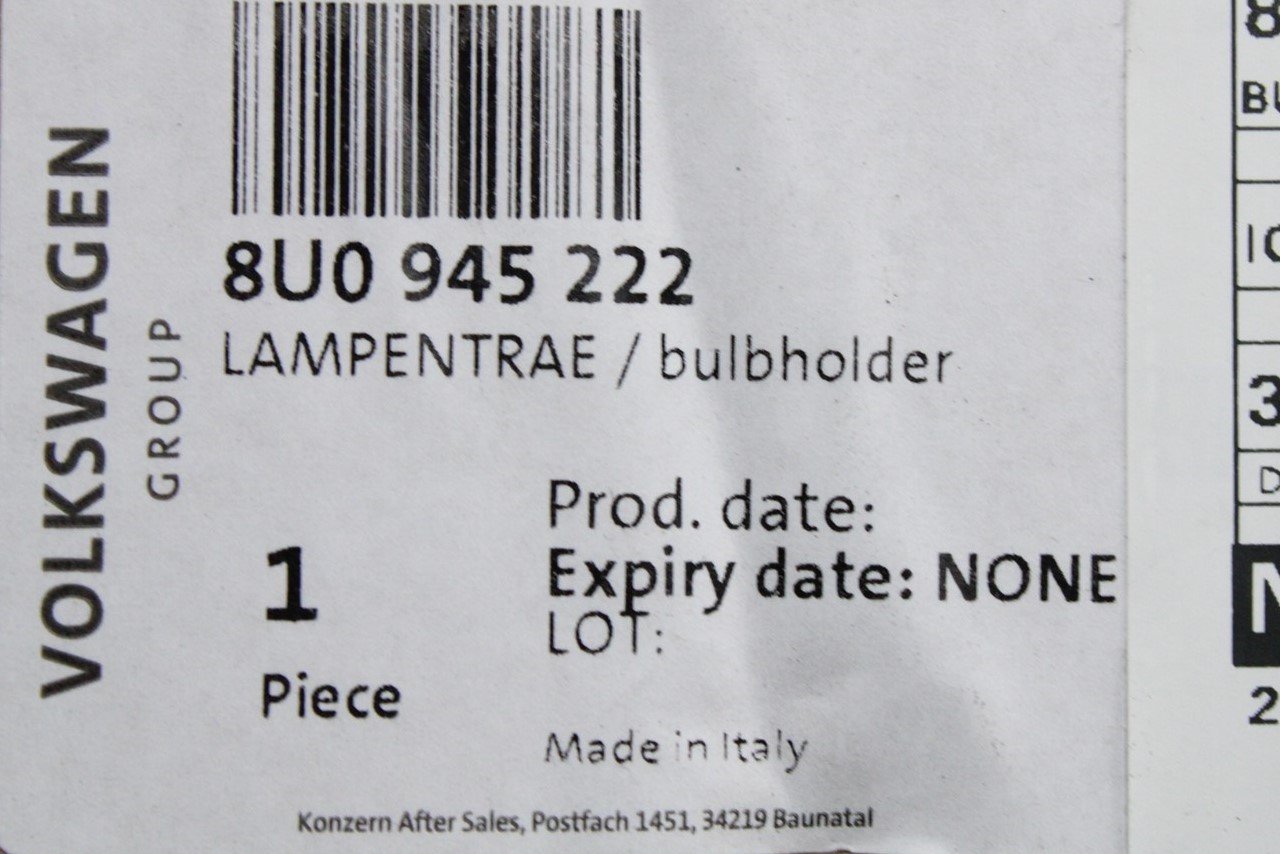 VOLKSWAGEN
GROUP
8U0 945 222
LAMPENTRAE / bulbholder
1
Piece
Prod. date:
Expiry date: NONE
LOT:
Made in Italy
Konzern After Sales, Postfach 1451, 34219 Baunatal